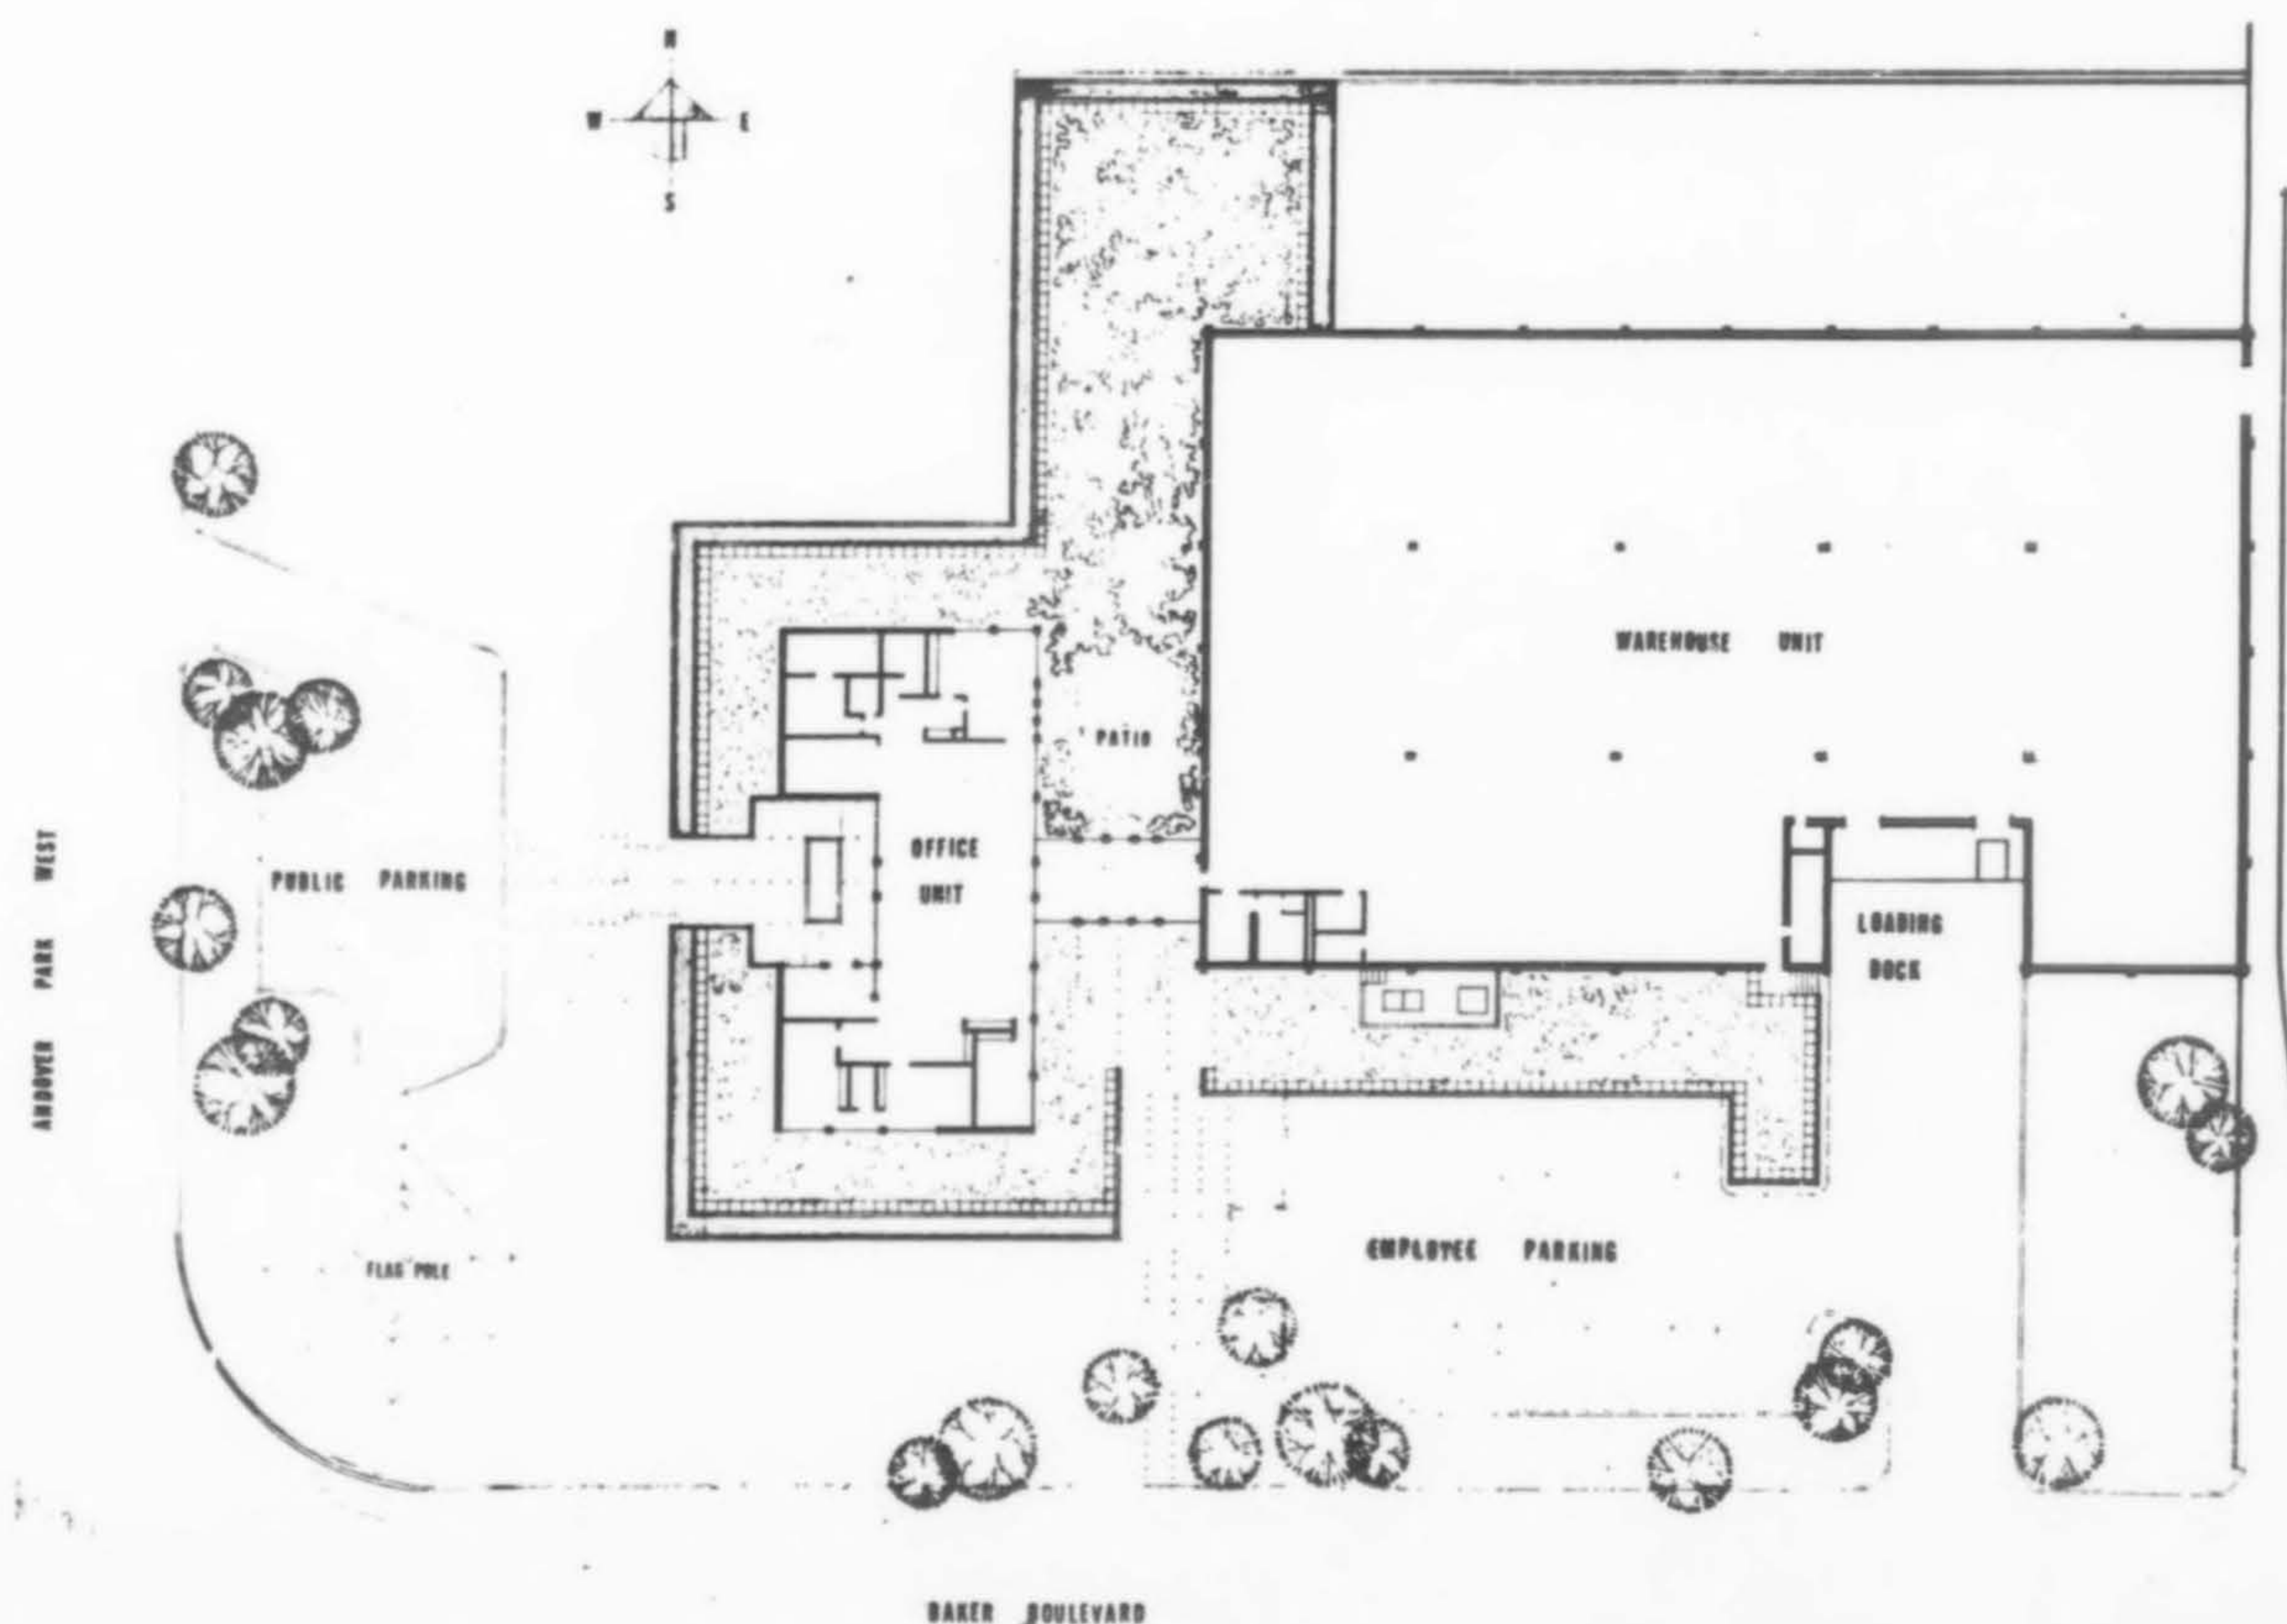 N
W E
S
WAREHOUSE UNIT
PATIO
OFFICE
UNIT
PUBLIC PARKING
LOADING
DOCK
ANDOVER PARK WEST
EMPLOYEE PARKING
FLAG POLE
BAKER BOULEVARD